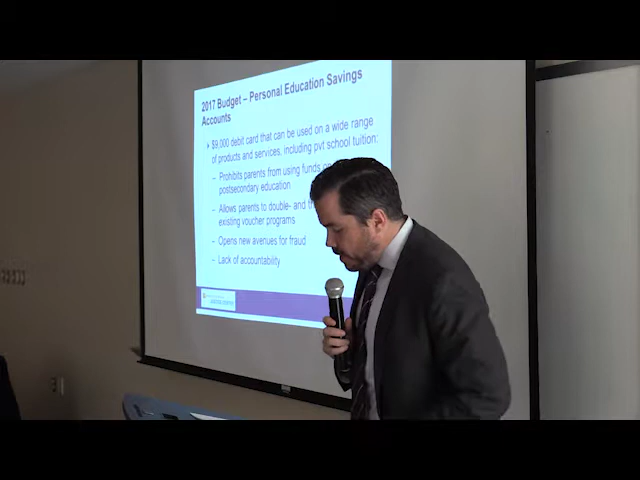 2017 Budget – Personal Education Savings
Accounts
$9,000 debit card that can be used on a wide range
of products and services, including pvt school tuition:
– Prohibits parents from using funds
postsecondary education
– Allows parents to double- and
existing voucher programs
– Opens new avenues for fraud
– Lack of accountability